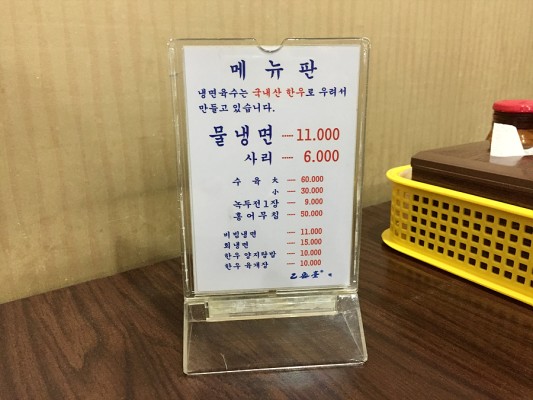 메뉴판
냉면육수는 국내산 한우로 우려서
만들고 있습니다.
물냉면 ---- 11.000
사리 ---- 6.000
수육 大 --- 60.000
小 --- 30.000
녹두전1장 --- 9.000
홍어무침 --- 50.000
비빔냉면 --- 11.000
회냉면 --- 15.000
한우 양지탕밥 --- 10.000
한우 육개장 --- 10.000